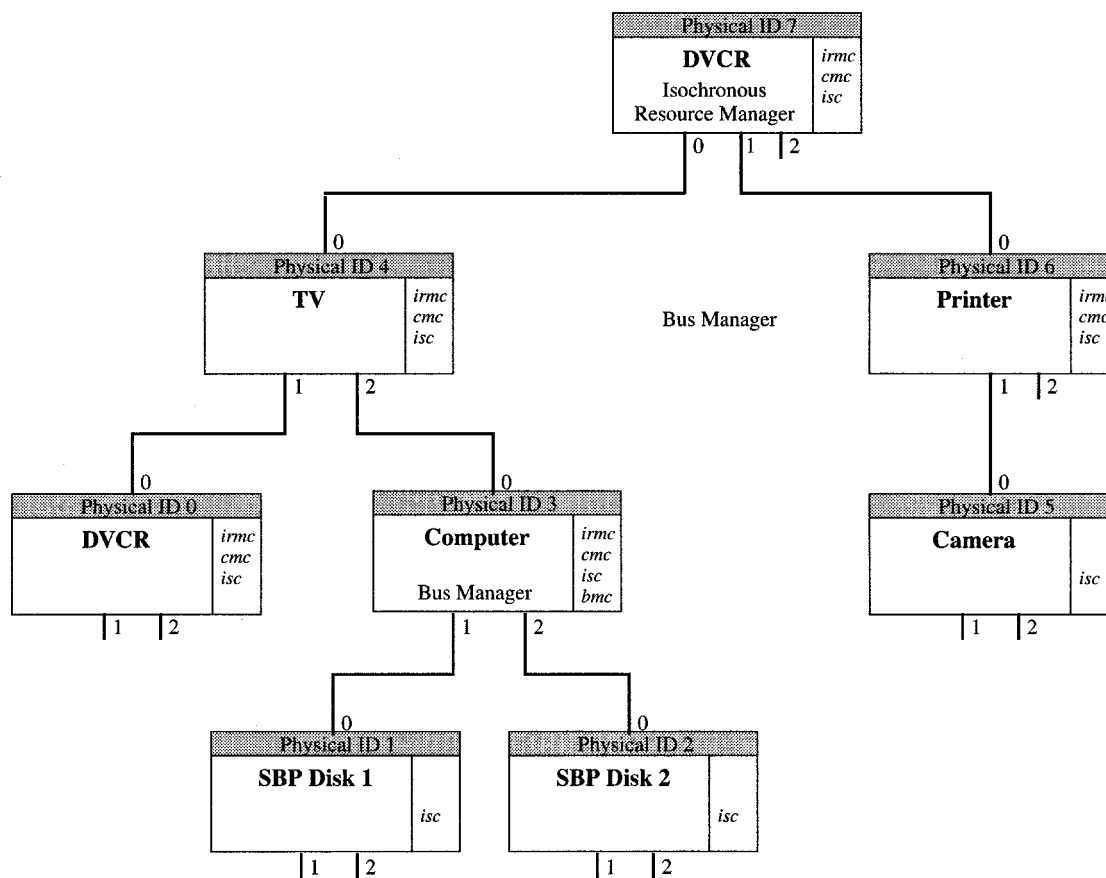 Physical ID 7
DVCR
Isochronous
Resource Manager
irmc
cmc
isc
0
1
2
0
0
Physical ID 4
TV
irmc
cmc
isc
1
2
Bus Manager
Physical ID 6
Printer
irmc
cmc
isc
1
2
0
0
0
Physical ID 0
DVCR
irmc
cmc
isc
1
2
Physical ID 3
Computer
Bus Manager
irmc
cmc
isc
bmc
1
2
Physical ID 5
Camera
isc
1
2
0
0
Physical ID 1
SBP Disk 1
isc
1
2
Physical ID 2
SBP Disk 2
isc
1
2